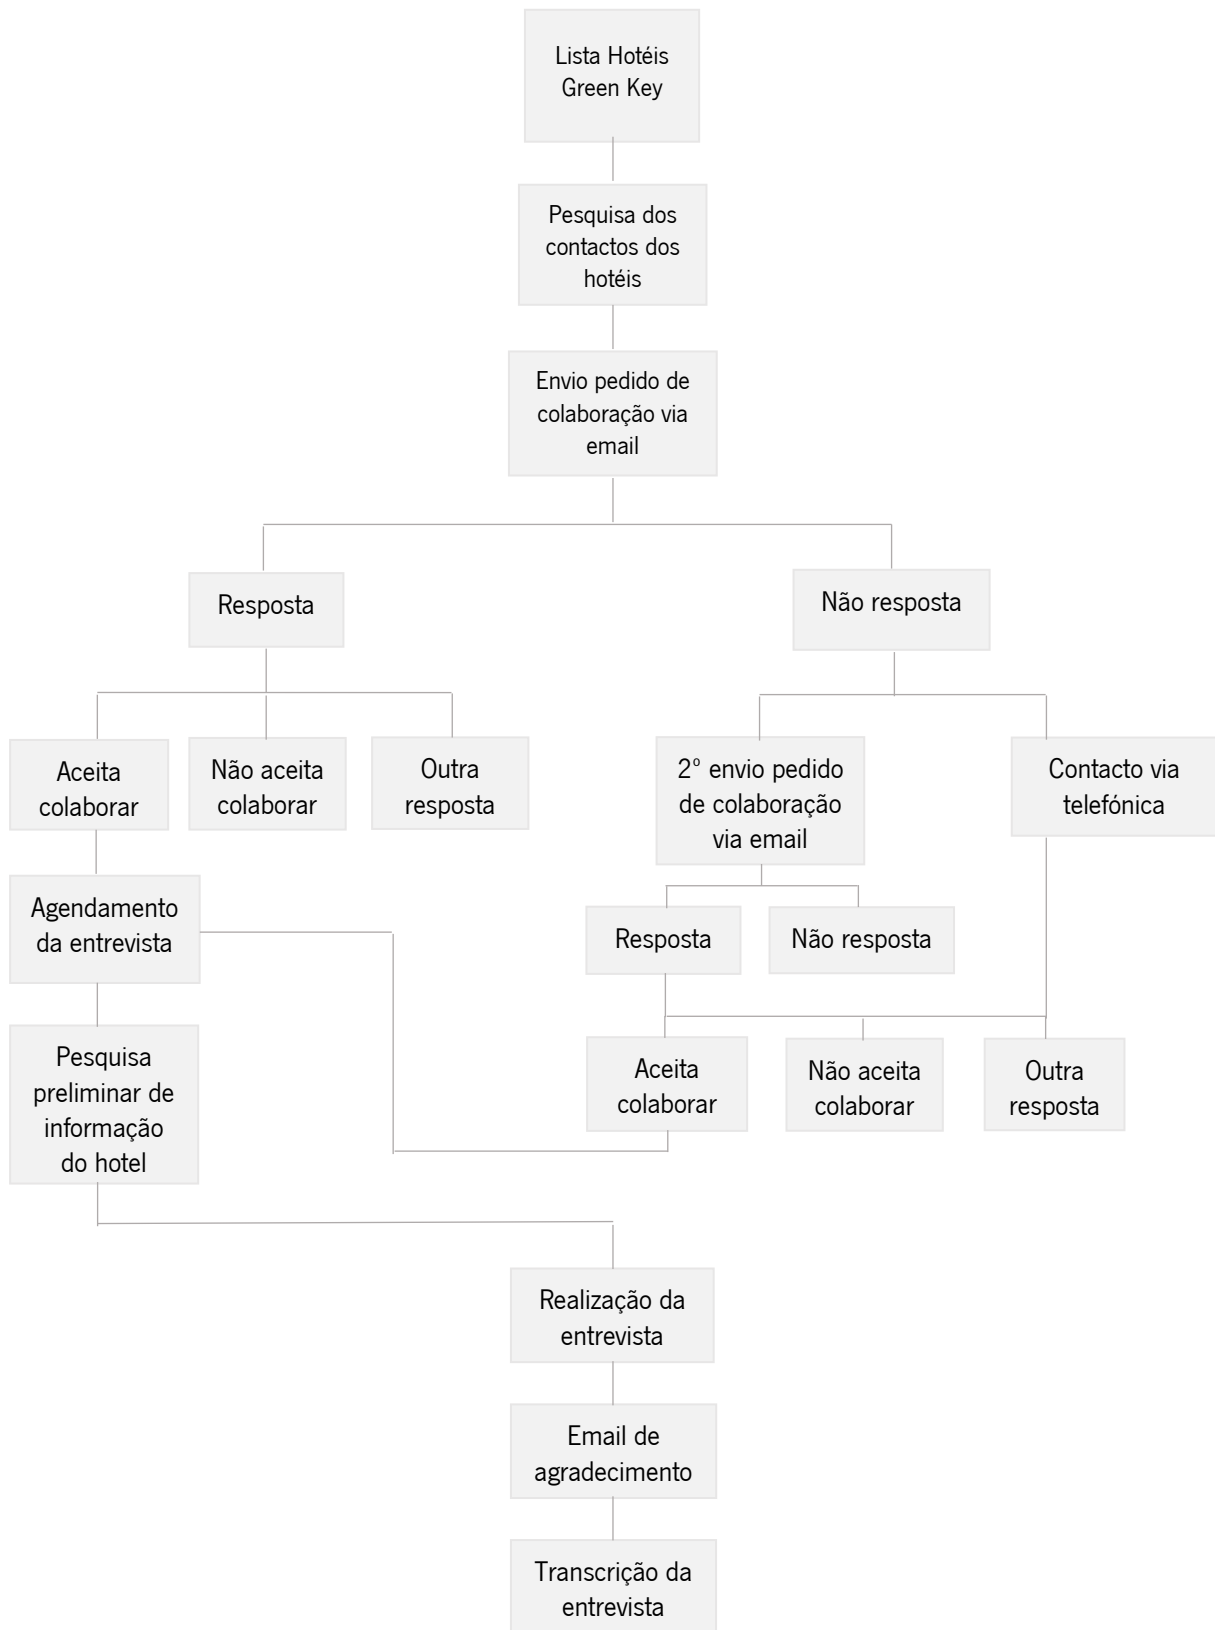 Lista Hotéis
Green Key
Pesquisa dos
contactos dos
hotéis
Envio pedido de
colaboração via
email
Resposta
Não resposta
Aceita
colaborar
Não aceita
colaborar
Outra
resposta
2º envio pedido
de colaboração
via email
Contacto via
telefónica
Agendamento
da entrevista
Resposta
Não resposta
Pesquisa
preliminar de
informação
do hotel
Aceita
colaborar
Não aceita
colaborar
Outra
resposta
Realização da
entrevista
Email de
agradecimento
Transcrição da
entrevista